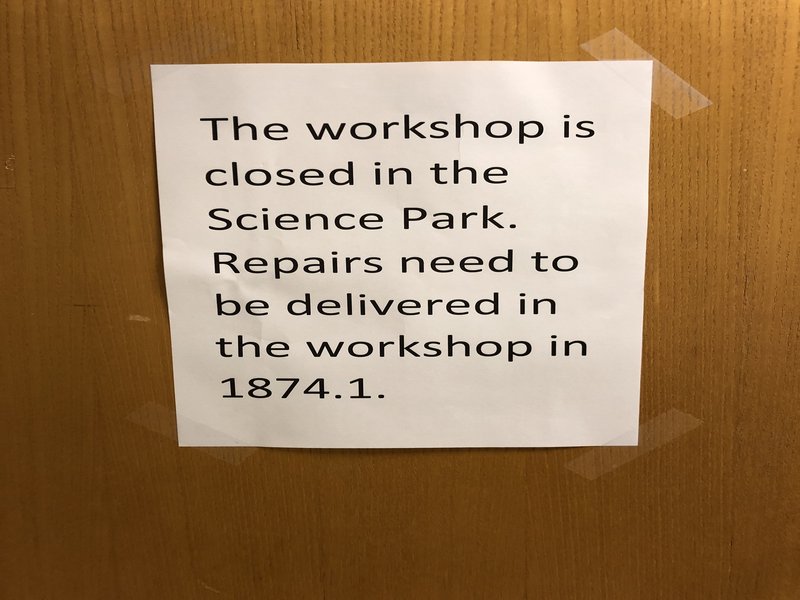 The workshop is
closed in the
Science Park.
Repairs need to
be delivered in
the workshop in
1874.1.